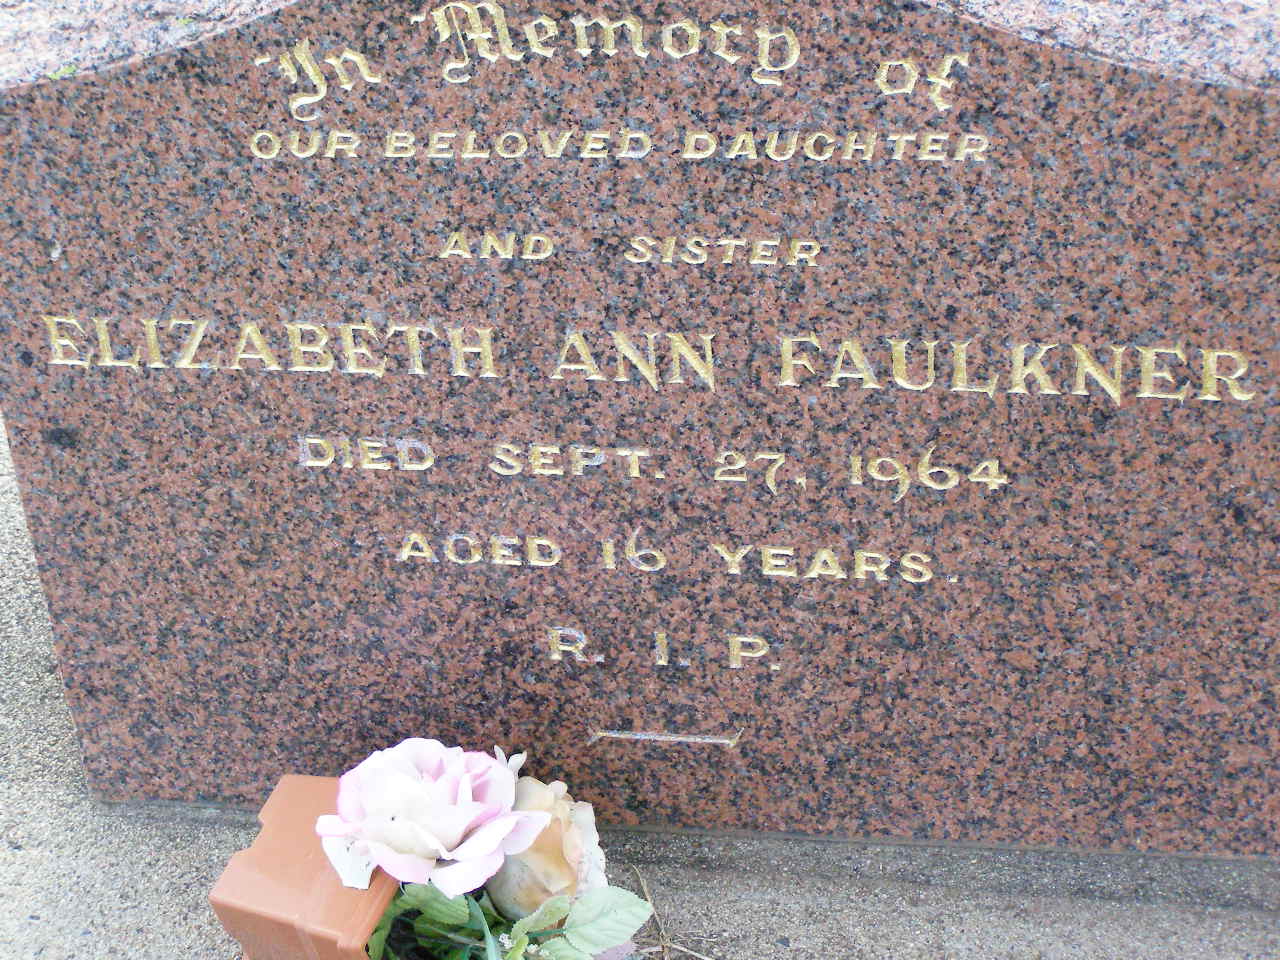 In Memory of
OUR BELOVED DAUGHTER
AND SISTER
ELIZABETH ANN FAULKNER
DIED SEPT. 27, 1964
AGED 16 YEARS.
R. I. P.